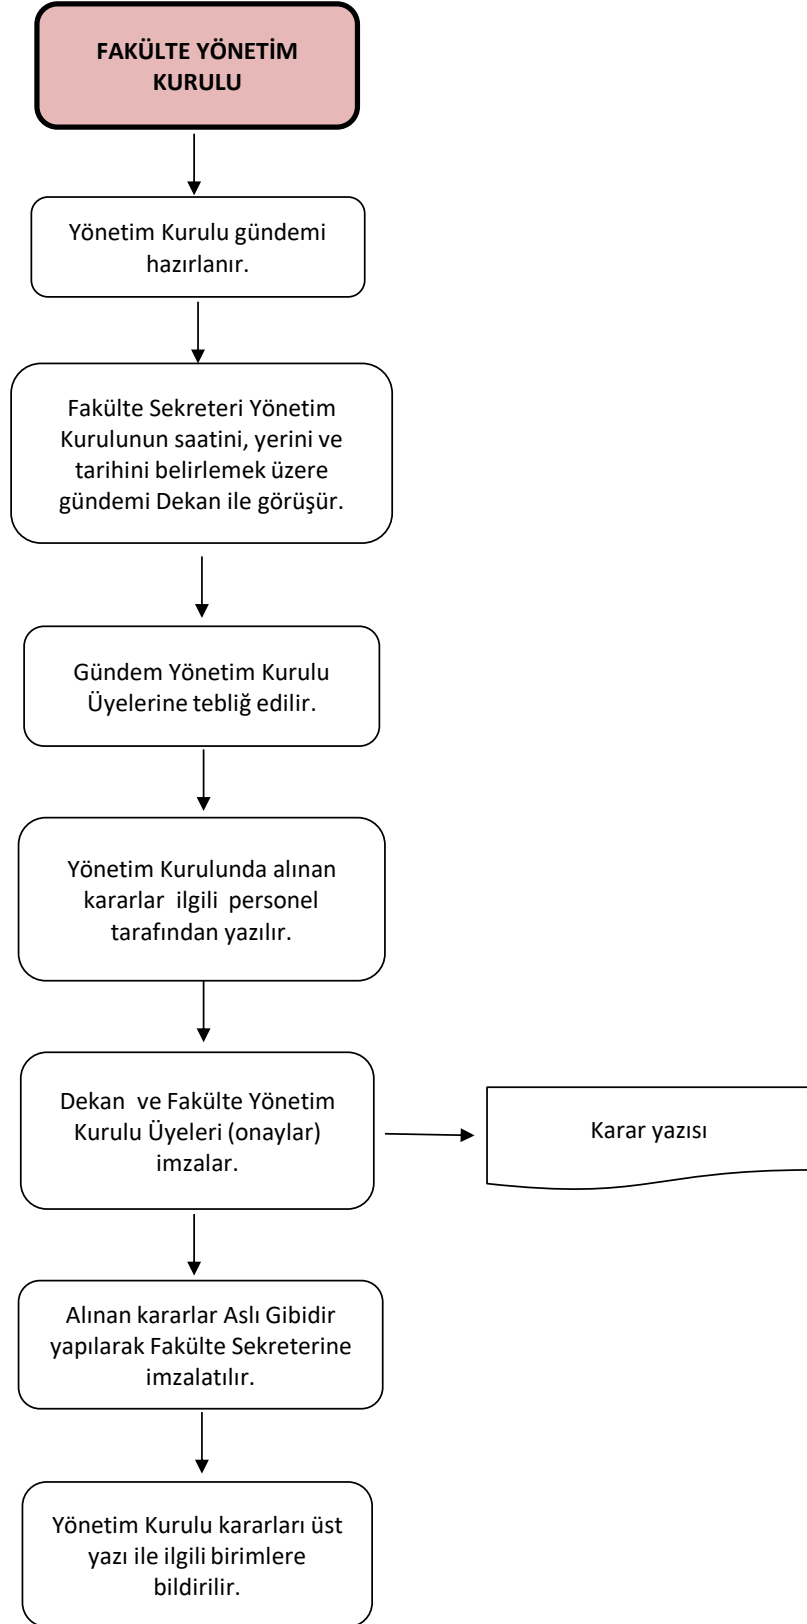 FAKÜLTE YÖNETİM
KURULU
Yönetim Kurulu gündemi
hazırlanır.
Fakülte Sekreteri Yönetim
Kurulunun saatini, yerini ve
tarihini belirlemek üzere
gündemi Dekan ile görüşür.
Gündem Yönetim Kurulu
Üyelerine tebliğ edilir.
Yönetim Kurulunda alınan
kararlar ilgili personel
tarafından yazılır.
Dekan ve Fakülte Yönetim
Kurulu Üyeleri (onaylar)
imzalar.
Karar yazısı
Alınan kararlar Aslı Gibidir
yapılarak Fakülte Sekreterine
imzalatılır.
Yönetim Kurulu kararları üst
yazı ile ilgili birimlere
bildirilir.